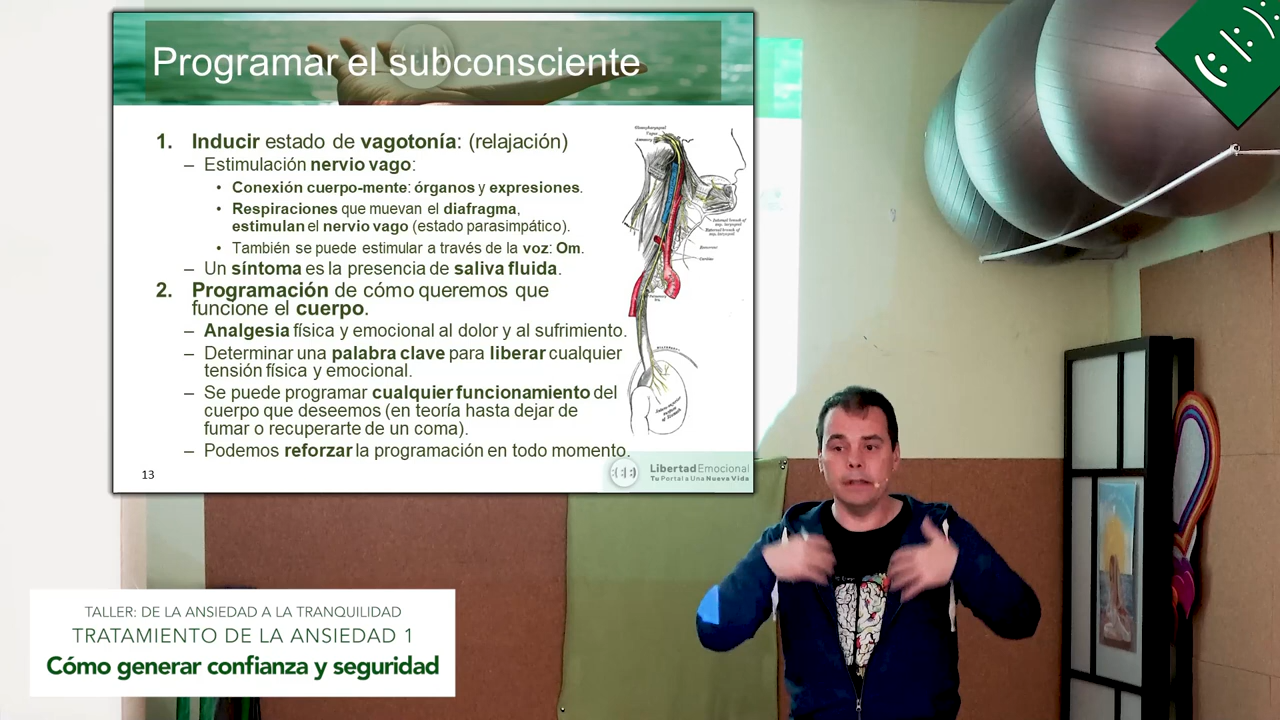 Programar el subconsciente
1. Inducir estado de vagotonía: (relajación)
– Estimulación nervio vago:
• Conexión cuerpo-mente: órganos y expresiones.
• Respiraciones que muevan el diafragma,
estimulan el nervio vago (estado parasimpático).
• También se puede estimular a través de la voz: Om.
– Un síntoma es la presencia de saliva fluida.
2. Programación de cómo queremos que
funcione el cuerpo.
– Analgesia física y emocional al dolor y al sufrimiento.
– Determinar una palabra clave para liberar cualquier
tensión física y emocional.
– Se puede programar cualquier funcionamiento del
cuerpo que deseemos (en teoría hasta dejar de
fumar o recuperarte de un coma).
– Podemos reforzar la programación en todo momento.
13
Libertad Emocional
Tu Portal a Una Nueva Vida
TALLER: DE LA ANSIEDAD A LA TRANQUILIDAD
TRATAMIENTO DE LA ANSIEDAD 1
Cómo generar confianza y seguridad